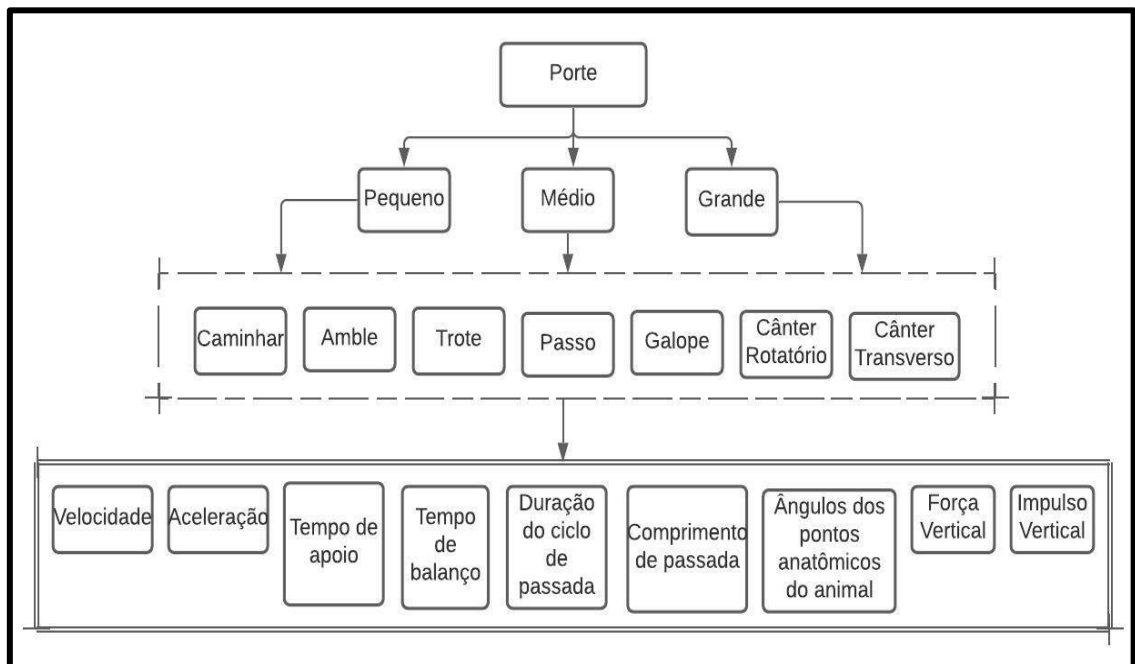 Porte
Pequeno
Médio
Grande
Caminhar
Amble
Trote
Passo
Galope
Cânter
Rotatório
Cânter
Transverso
Velocidade
Aceleração
Tempo de
apoio
Tempo
de
balanço
Duração
do ciclo
de
passada
Comprimento
de passada
Ângulos dos
pontos
anatômicos
do animal
Força
Vertical
Impulso
Vertical